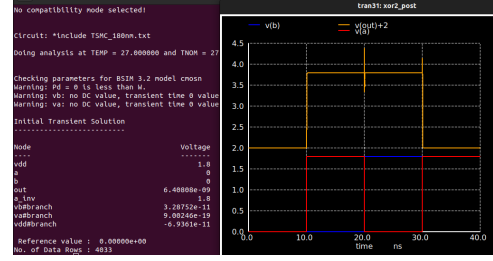 No compatibility mode selected!
Circuit: *include TSMC_180nm.txt
Doing analysis at TEMP = 27.000000 and TNOM = 27
Checking parameters for BSIM 3.2 model cmosn
Warning: Pd = 0 is less than W.
Warning: vb: no DC value, transient time 0 value
Warning: va: no DC value, transient time 0 value
Initial Transient Solution
--------------------------
Node Voltage
---- -------
vdd 1.8
a 0
b 0
out 6.40808e-09
a_inv 1.8
vb#branch 3.28752e-11
va#branch 9.00246e-19
vdd#branch -6.9361e-11
Reference value : 0.00000e+00
No. of Data Rows : 4033
tran31: xor2_post
v(b) v(out)+2
v(a)
4.5
4.0
3.5
3.0
2.5
2.0
1.5
1.0
0.5
0.0
0.0 10.0 20.0 30.0 40.0
time ns